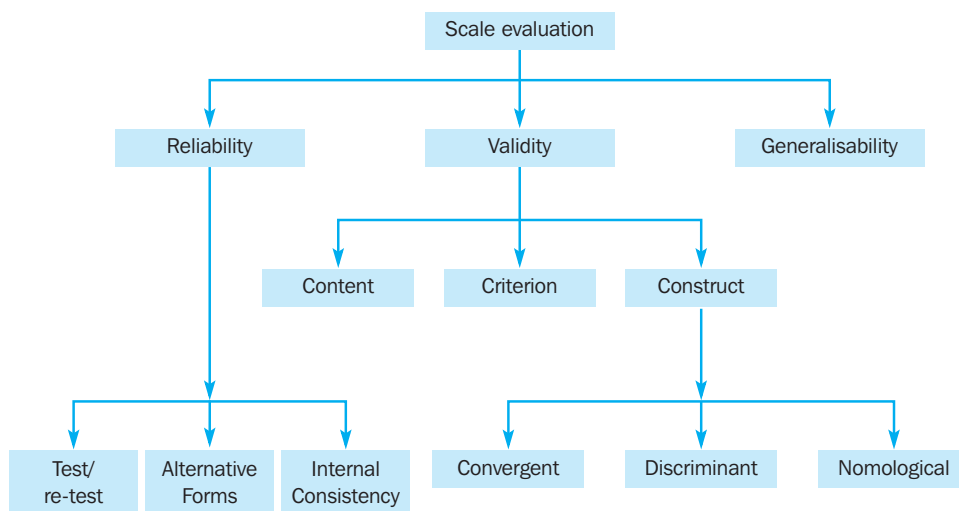 Scale evaluation
Reliability
Validity
Generalisability
Content
Criterion
Construct
Test/
re-test
Alternative
Forms
Internal
Consistency
Convergent
Discriminant
Nomological